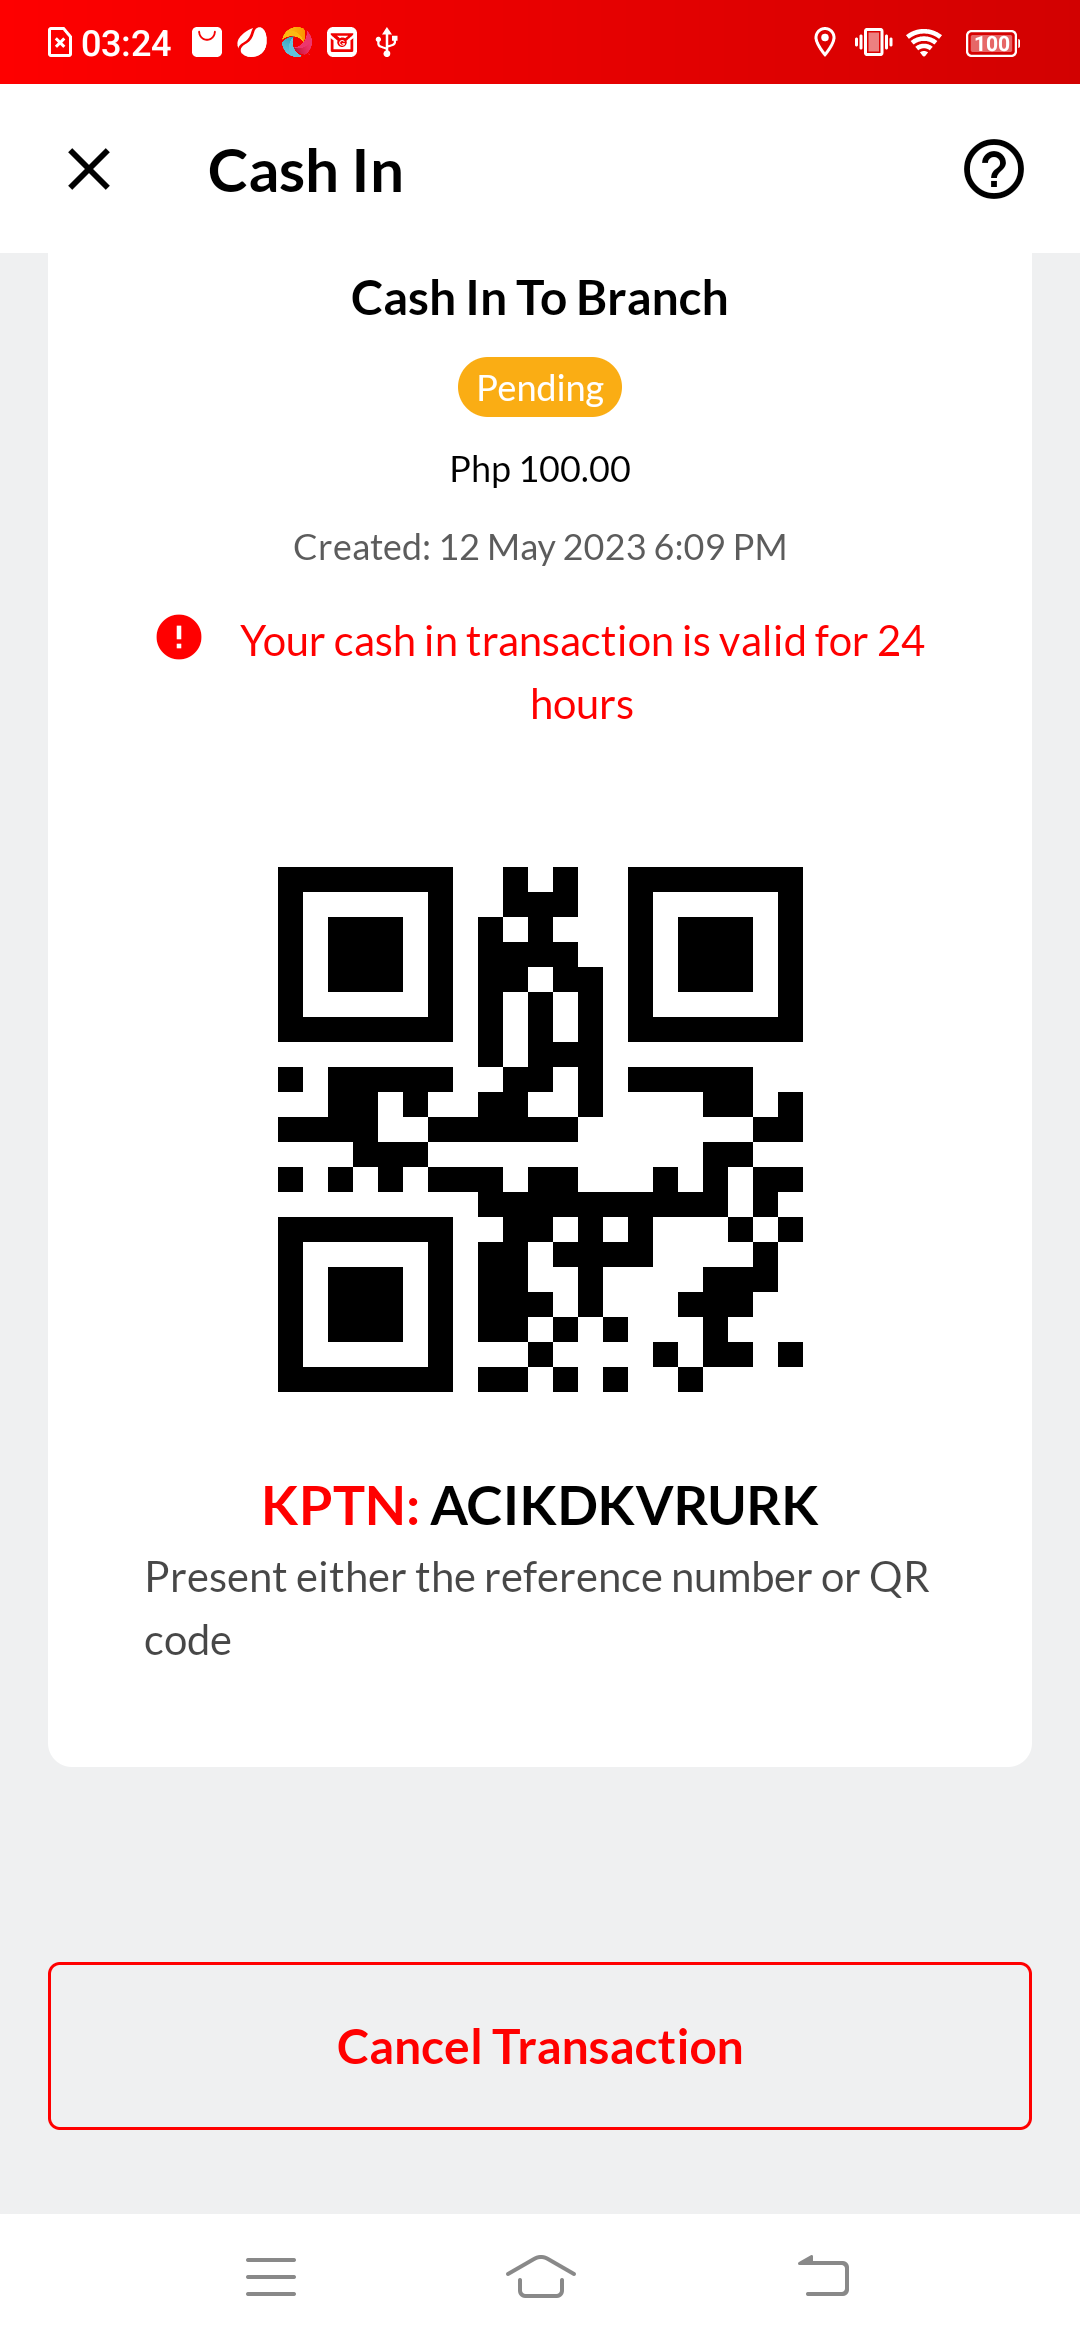 03:24
100
Cash In
Cash In To Branch
Pending
Php 100.00
Created: 12 May 2023 6:09 PM
Your cash in transaction is valid for 24
hours
KPTN: ACIKDKVRURK
Present either the reference number or QR
code
Cancel Transaction